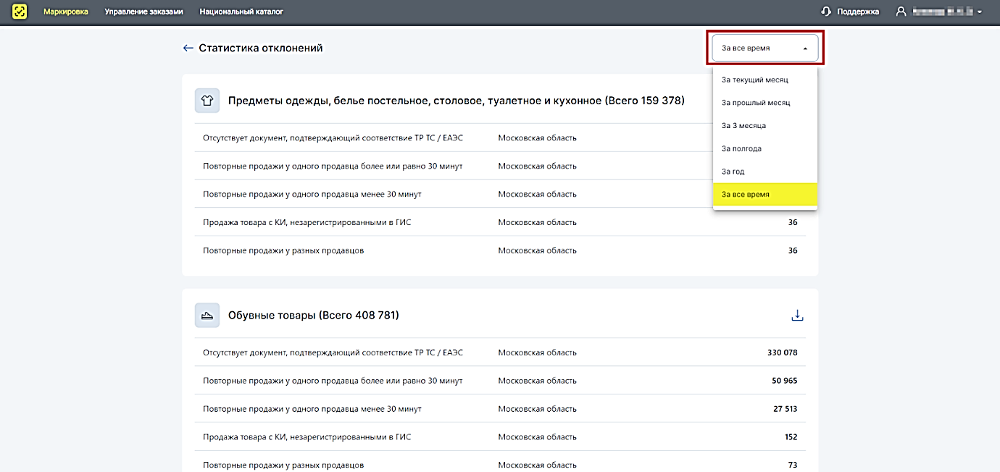 Маркировка Управление заказами Национальный каталог Поддержка
Статистика отклонений За все время
За текущий месяц
За прошлый месяц
За 3 месяца
За полгода
За год
За все время
Предметы одежды, белье постельное, столовое, туалетное и кухонное (Всего 159 378)
Отсутствует документ, подтверждающий соответствие ТР ТС / ЕАЭС Московская область
Повторные продажи у одного продавца более или равно 30 минут Московская область
Повторные продажи у одного продавца менее 30 минут Московская область
Продажа товара с КИ, незарегистрированными в ГИС Московская область 36
Повторные продажи у разных продавцов Московская область 36
Обувные товары (Всего 408 781)
Отсутствует документ, подтверждающий соответствие ТР ТС / ЕАЭС Московская область 330 078
Повторные продажи у одного продавца более или равно 30 минут Московская область 50 965
Повторные продажи у одного продавца менее 30 минут Московская область 27 513
Продажа товара с КИ, незарегистрированными в ГИС Московская область 152
Повторные продажи у разных продавцов Московская область 73